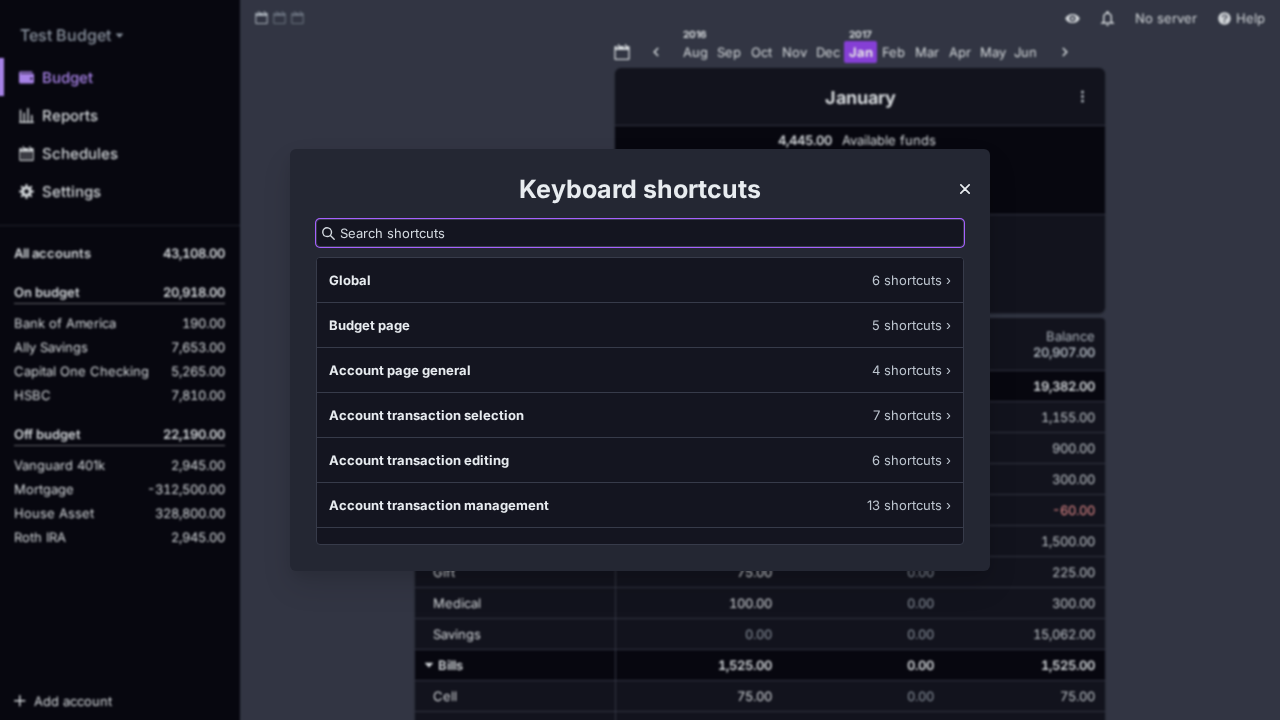 Test Budget
Budget
Reports
Schedules
Settings
All accounts 43,108.00
On budget 20,918.00
Bank of America 190.00
Ally Savings 7,653.00
Capital One Checking 5,265.00
HSBC 7,810.00
Off budget 22,190.00
Vanguard 401k 2,945.00
Mortgage -312,500.00
House Asset 328,800.00
Roth IRA 2,945.00
Add account
No server
Help
2016 2017
Aug Sep Oct Nov Dec Jan Feb Mar Apr May Jun
January
4,445.00 Available funds
Keyboard shortcuts
Search shortcuts
Global 6 shortcuts ›
Budget page 5 shortcuts ›
Account page general 4 shortcuts ›
Account transaction selection 7 shortcuts ›
Account transaction editing 6 shortcuts ›
Account transaction management 13 shortcuts ›
Balance
20,907.00
19,382.00
1,155.00
900.00
300.00
-60.00
1,500.00
Gift 75.00 0.00 225.00
Medical 100.00 0.00 300.00
Savings 0.00 0.00 15,062.00
Bills 1,525.00 0.00 1,525.00
Cell 75.00 0.00 75.00